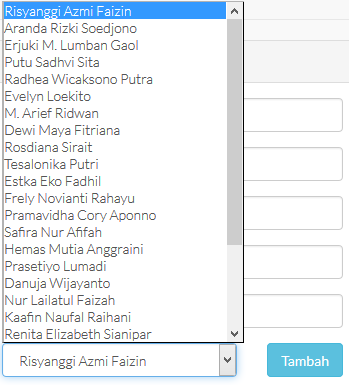 Risyanggi Azmi Faizin
Aranda Rizki Soedjono
Erjuki M. Lumban Gaol
Putu Sadhvi Sita
Radhea Wicaksono Putra
Evelyn Loekito
M. Arief Ridwan
Dewi Maya Fitriana
Rosdiana Sirait
Tesalonika Putri
Estka Eko Fadhil
Frely Novianti Rahayu
Pramavidha Cory Aponno
Safira Nur Afifah
Hemas Mutia Anggraini
Prasetiyo Lumadi
Danuja Wijayanto
Nur Lailatul Faizah
Kaafin Naufal Raihani
Renita Elizabeth Sianipar
Risyanggi Azmi Faizin
Tambah